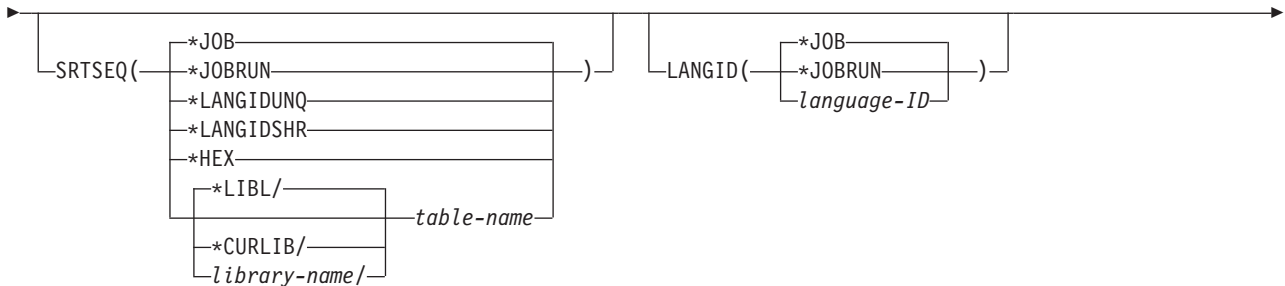 *JOB *JOB
SRTSEQ( *JOBRUN ) LANGID( *JOBRUN )
*LANGIDUNQ language-ID
*LANGIDSHR
*HEX
*LIBL/
table-name
*CURLIB/
library-name/